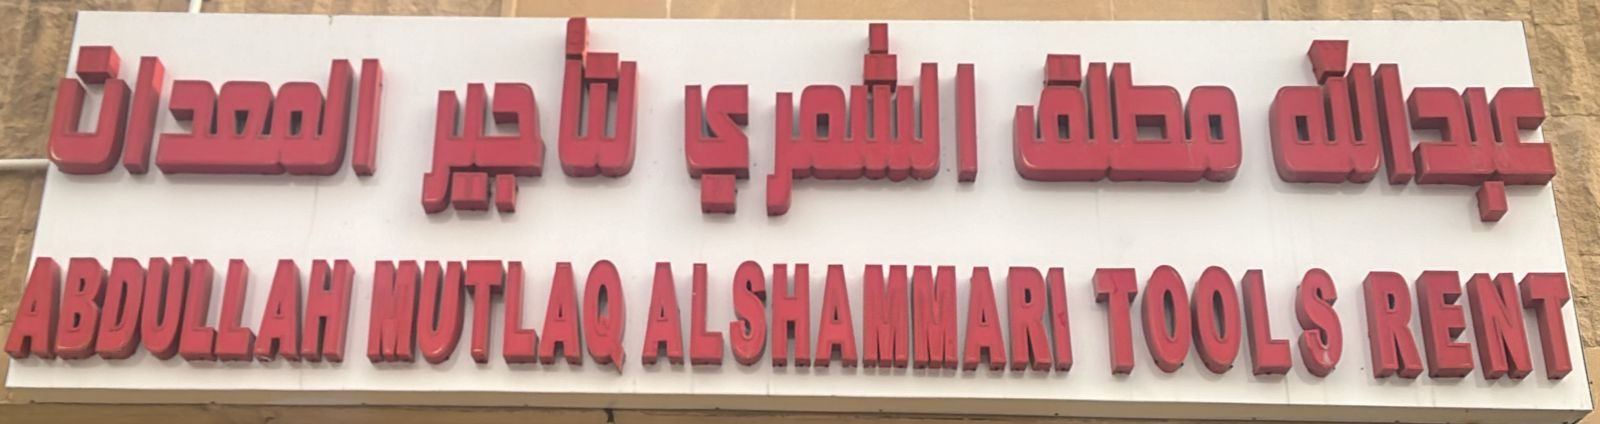 عبدالله مطلق الشمري لتأجير المعدات
ABDULLAH MUTLAQ ALSHAMMARI TOOLS RENT